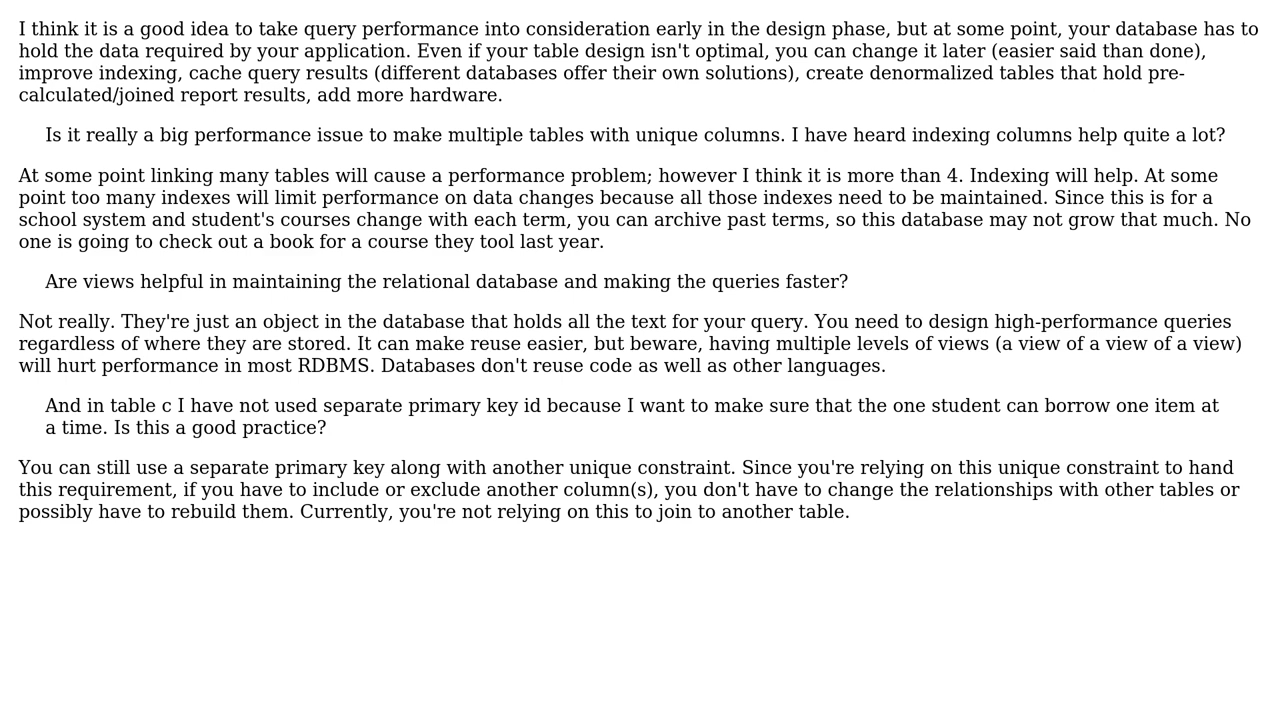 I think it is a good idea to take query performance into consideration early in the design phase, but at some point, your database has to
hold the data required by your application. Even if your table design isn't optimal, you can change it later (easier said than done),
improve indexing, cache query results (different databases offer their own solutions), create denormalized tables that hold pre-
calculated/joined report results, add more hardware.
Is it really a big performance issue to make multiple tables with unique columns. I have heard indexing columns help quite a lot?
At some point linking many tables will cause a performance problem; however I think it is more than 4. Indexing will help. At some
point too many indexes will limit performance on data changes because all those indexes need to be maintained. Since this is for a
school system and student's courses change with each term, you can archive past terms, so this database may not grow that much. No
one is going to check out a book for a course they tool last year.
Are views helpful in maintaining the relational database and making the queries faster?
Not really. They're just an object in the database that holds all the text for your query. You need to design high-performance queries
regardless of where they are stored. It can make reuse easier, but beware, having multiple levels of views (a view of a view of a view)
will hurt performance in most RDBMS. Databases don't reuse code as well as other languages.
And in table c I have not used separate primary key id because I want to make sure that the one student can borrow one item at
a time. Is this a good practice?
You can still use a separate primary key along with another unique constraint. Since you're relying on this unique constraint to hand
this requirement, if you have to include or exclude another column(s), you don't have to change the relationships with other tables or
possibly have to rebuild them. Currently, you're not relying on this to join to another table.